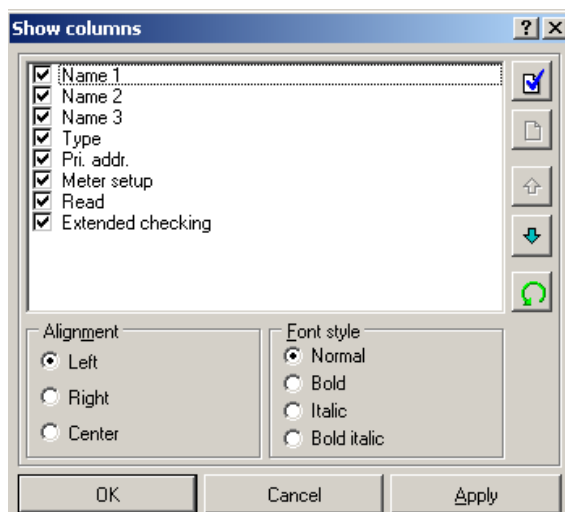 Show columns
Name 1
Name 2
Name 3
Type
Pri. addr.
Meter setup
Read
Extended checking
Alignment
Left
Right
Center
Font style
Normal
Bold
Italic
Bold italic
OK
Cancel
Apply